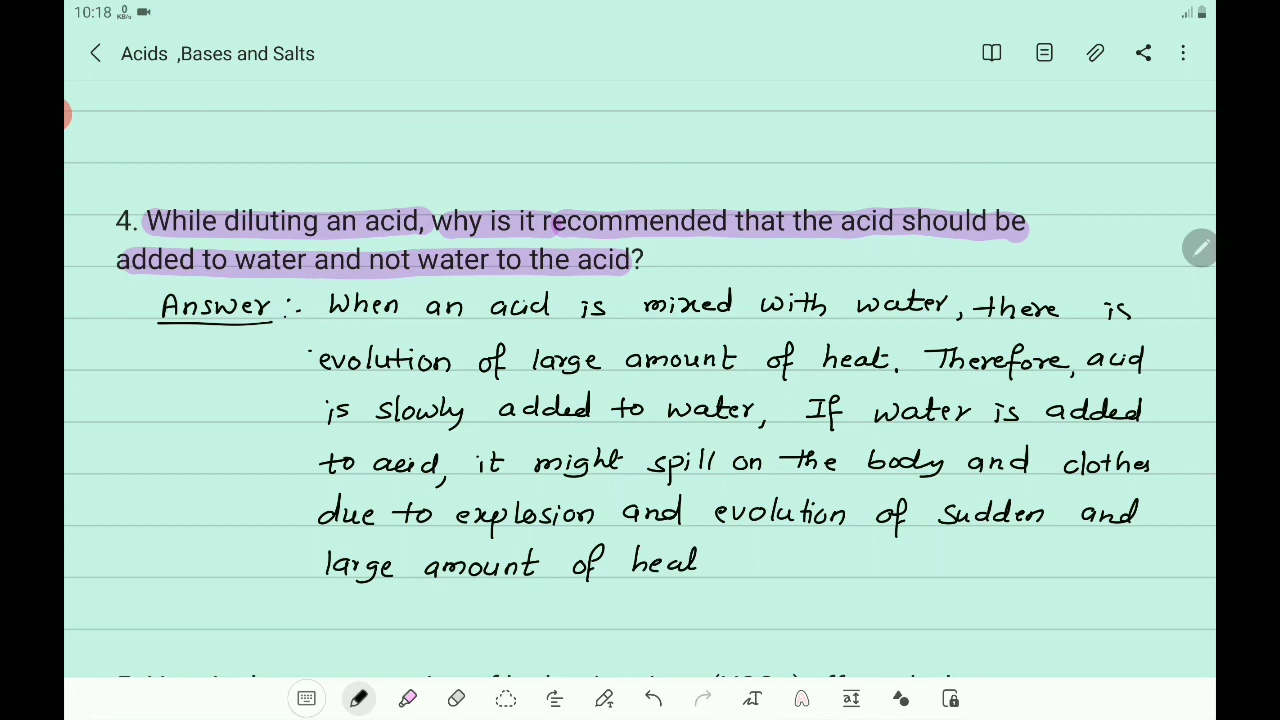 10:18 0 KB/s
Acids ,Bases and Salts
4. While diluting an acid, why is it recommended that the acid should be
added to water and not water to the acid?
Answer :- When an acid is mixed with water, there is
evolution of large amount of heat. Therefore, acid
is slowly added to water, If water is added
to acid, it might spill on the body and clothes
due to explosion and evolution of sudden and
large amount of heat